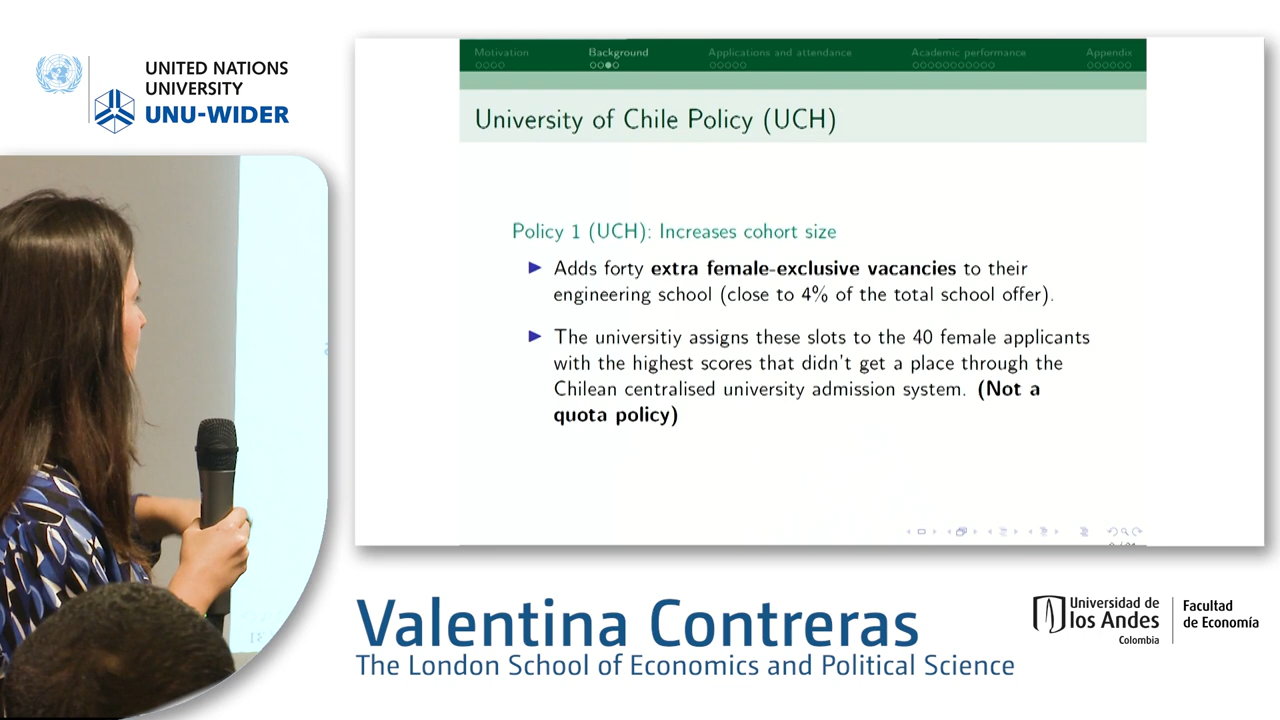 UNITED NATIONS
UNIVERSITY
UNU-WIDER
Motivation
Background
Applications and attendance
Academic performance
Appendix
University of Chile Policy (UCH)
Policy 1 (UCH): Increases cohort size
Adds forty extra female-exclusive vacancies to their
engineering school (close to 4% of the total school offer).
The universitiy assigns these slots to the 40 female applicants
with the highest scores that didn't get a place through the
Chilean centralised university admission system. (Not a
quota policy)
Valentina Contreras
The London School of Economics and Political Science
Universidad de
los Andes
Colombia
Facultad
de Economía